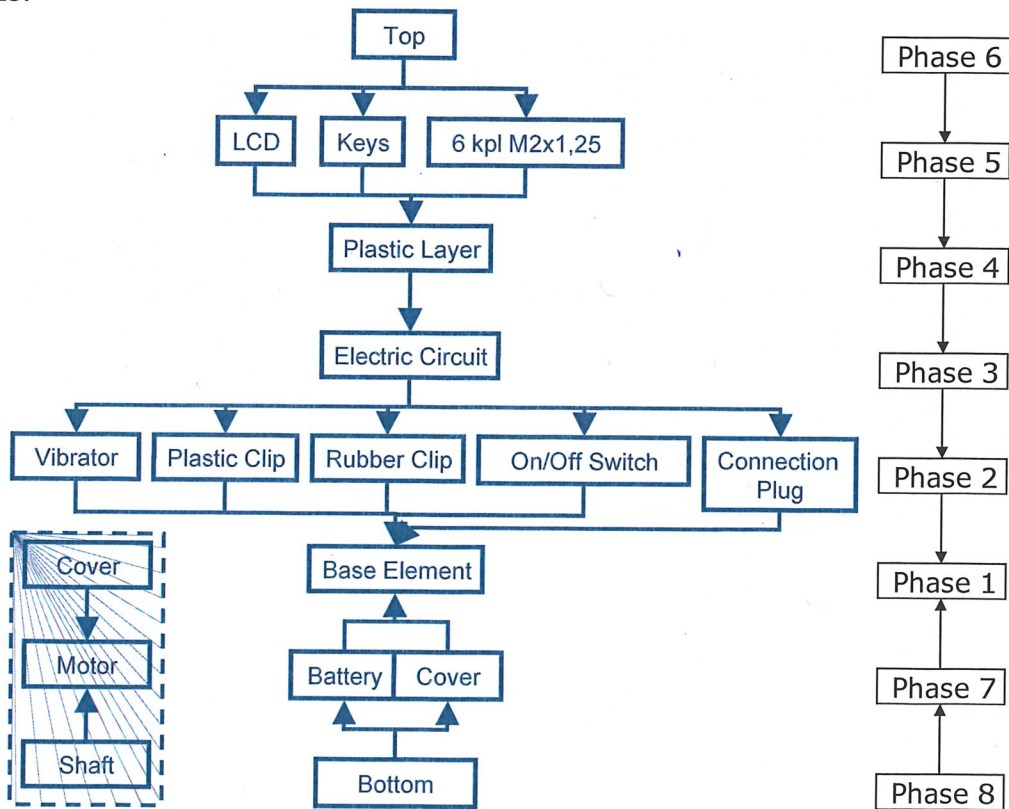 Top
Phase 6
LCD
Keys
6 kpl M2x1,25
Phase 5
Plastic Layer
Phase 4
Electric Circuit
Phase 3
Vibrator
Plastic Clip
Rubber Clip
On/Off Switch
Connection
Plug
Phase 2
Cover
Base Element
Phase 1
Motor
Battery
Cover
Phase 7
Shaft
Bottom
Phase 8